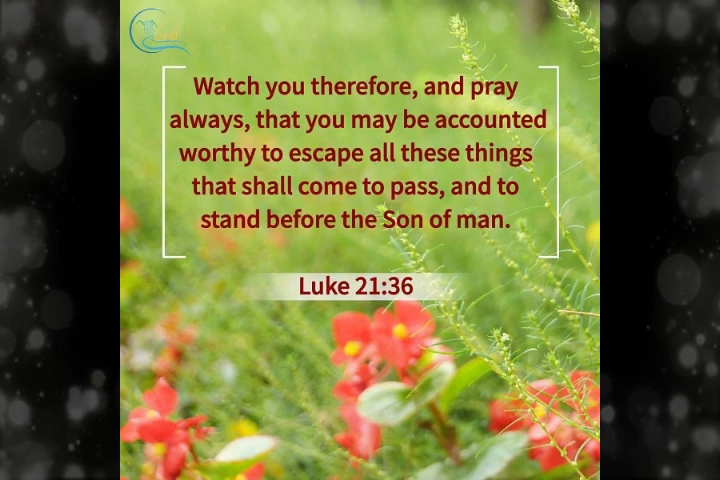 Watch you therefore, and pray
always, that you may be accounted
worthy to escape all these things
that shall come to pass, and to
stand before the Son of man.
Luke 21:36